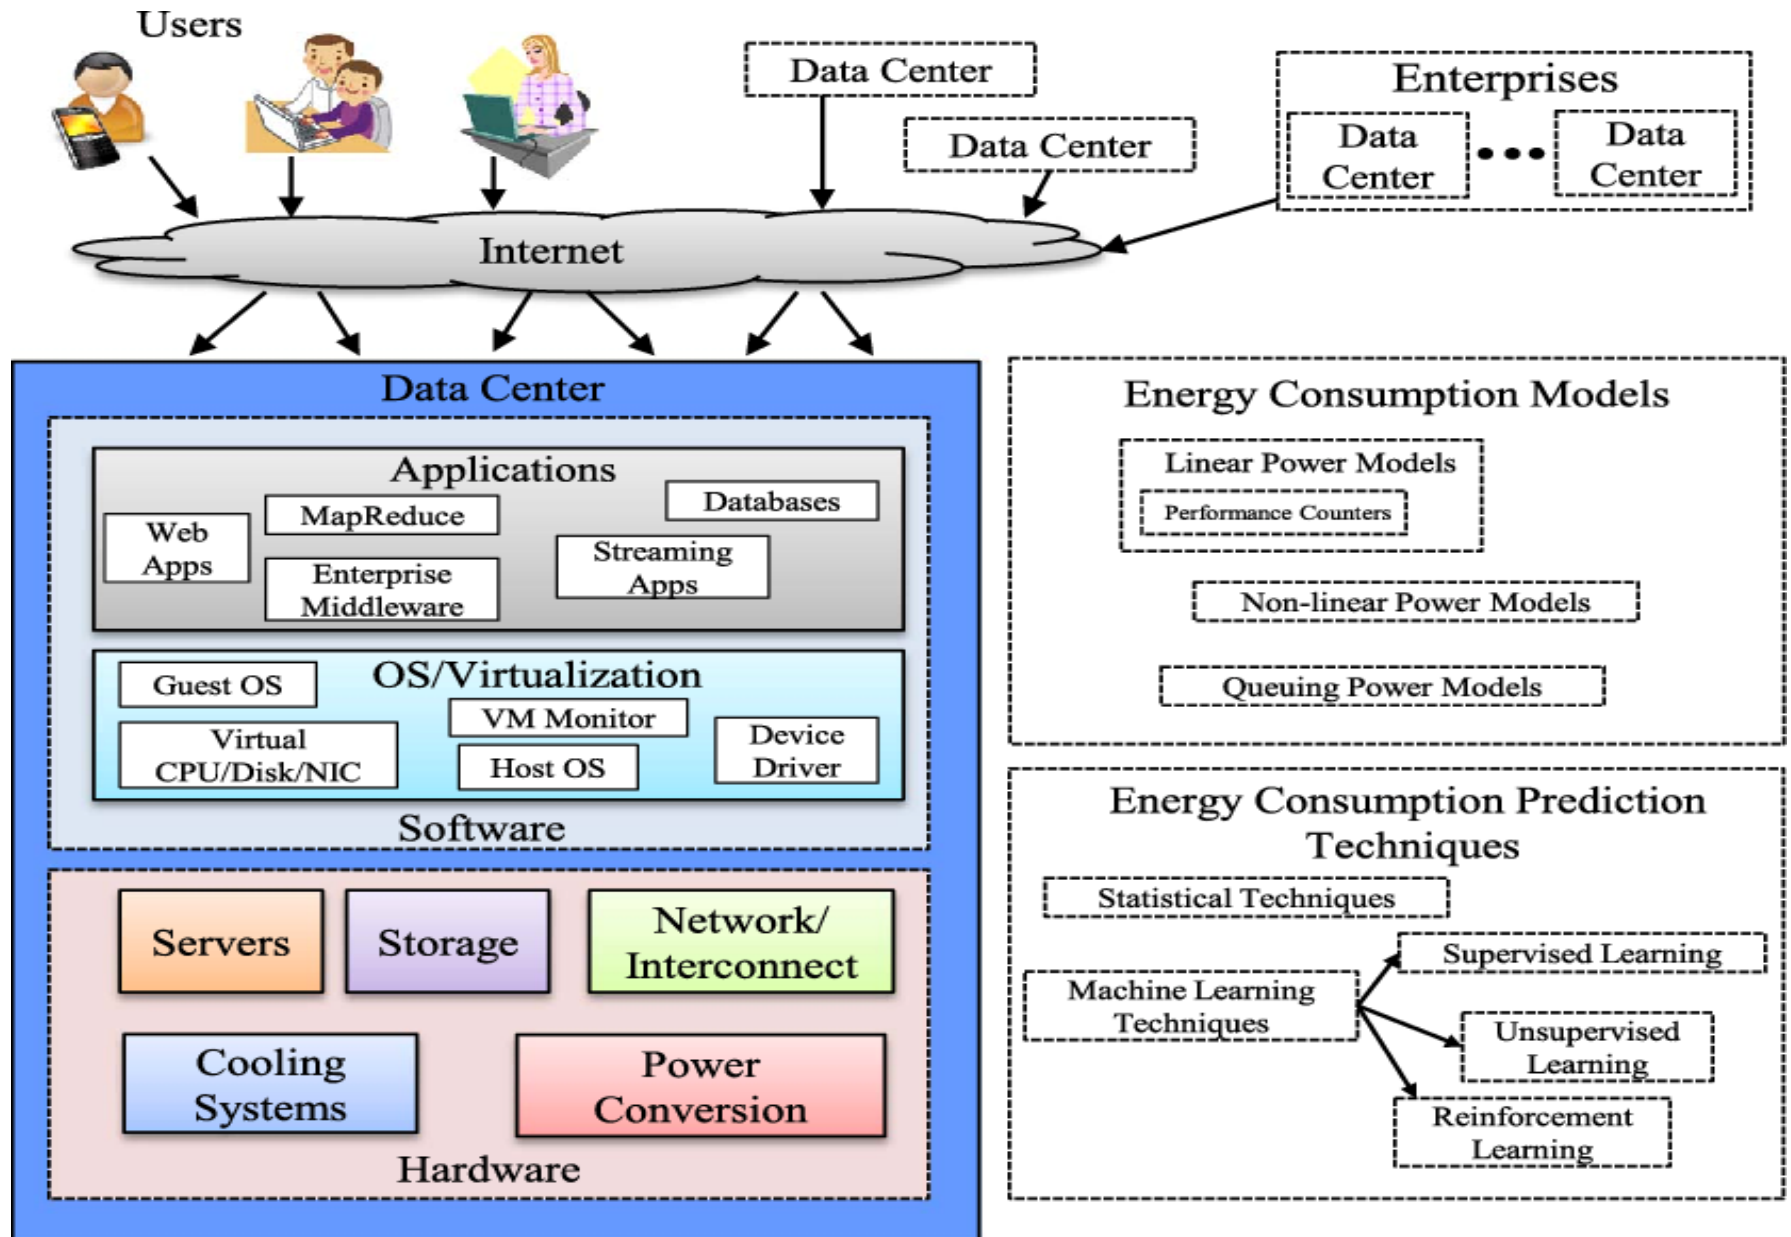 Users
Data Center
Data Center
Enterprises
Data
Center
Data
Center
Internet
Data Center
Applications
Web
Apps
MapReduce
Enterprise
Middleware
Databases
Streaming
Apps
OS/Virtualization
Guest OS
Virtual
CPU/Disk/NIC
VM Monitor
Host OS
Device
Driver
Software
Servers
Storage
Network/
Interconnect
Cooling
Systems
Power
Conversion
Hardware
Energy Consumption Models
Linear Power Models
Performance Counters
Non-linear Power Models
Queuing Power Models
Energy Consumption Prediction
Techniques
Statistical Techniques
Machine Learning
Techniques
Supervised Learning
Unsupervised
Learning
Reinforcement
Learning